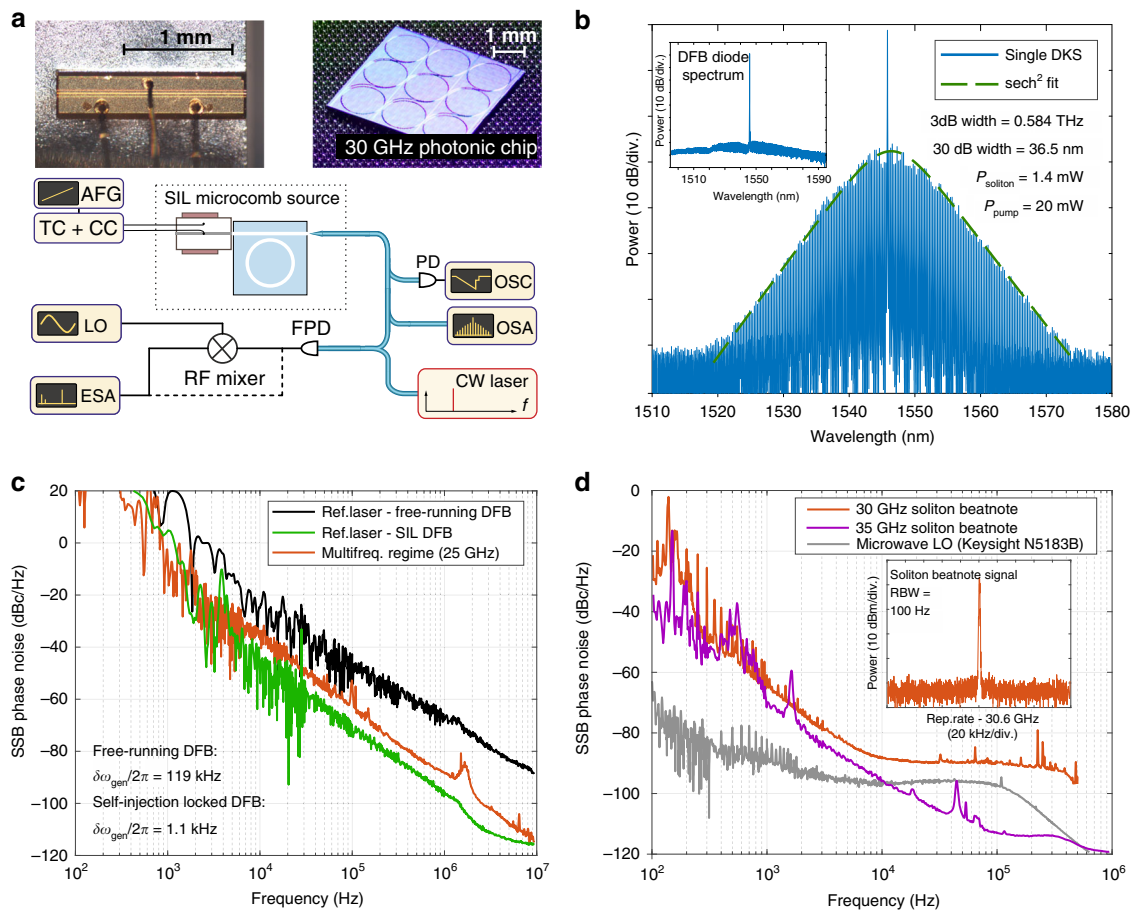 a
1 mm
1 mm
30 GHz photonic chip
AFG
TC + CC
SIL microcomb source
PD
OSC
OSA
LO
FPD
RF mixer
ESA
CW laser
f
b
Single DKS
sech² fit
3dB width = 0.584 THz
30 dB width = 36.5 nm
P_soliton = 1.4 mW
P_pump = 20 mW
DFB diode
spectrum
Power (10 dB/div.)
1510 1550 1590
Wavelength (nm)
Power (10 dB/div.)
1510 1520 1530 1540 1550 1560 1570 1580
Wavelength (nm)
c
Ref.laser - free-running DFB
Ref.laser - SIL DFB
Multifreq. regime (25 GHz)
SSB phase noise (dBc/Hz)
20
0
−20
−40
−60
−80
−100
−120
Free-running DFB:
δω_gen/2π = 119 kHz
Self-injection locked DFB:
δω_gen/2π = 1.1 kHz
10² 10³ 10⁴ 10⁵ 10⁶ 10⁷
Frequency (Hz)
d
30 GHz soliton beatnote
35 GHz soliton beatnote
Microwave LO (Keysight N5183B)
SSB phase noise (dBc/Hz)
0
−20
−40
−60
−80
−100
−120
Soliton beatnote signal
RBW =
100 Hz
Power (10 dBm/div.)
Rep.rate - 30.6 GHz
(20 kHz/div.)
10² 10³ 10⁴ 10⁵ 10⁶
Frequency (Hz)